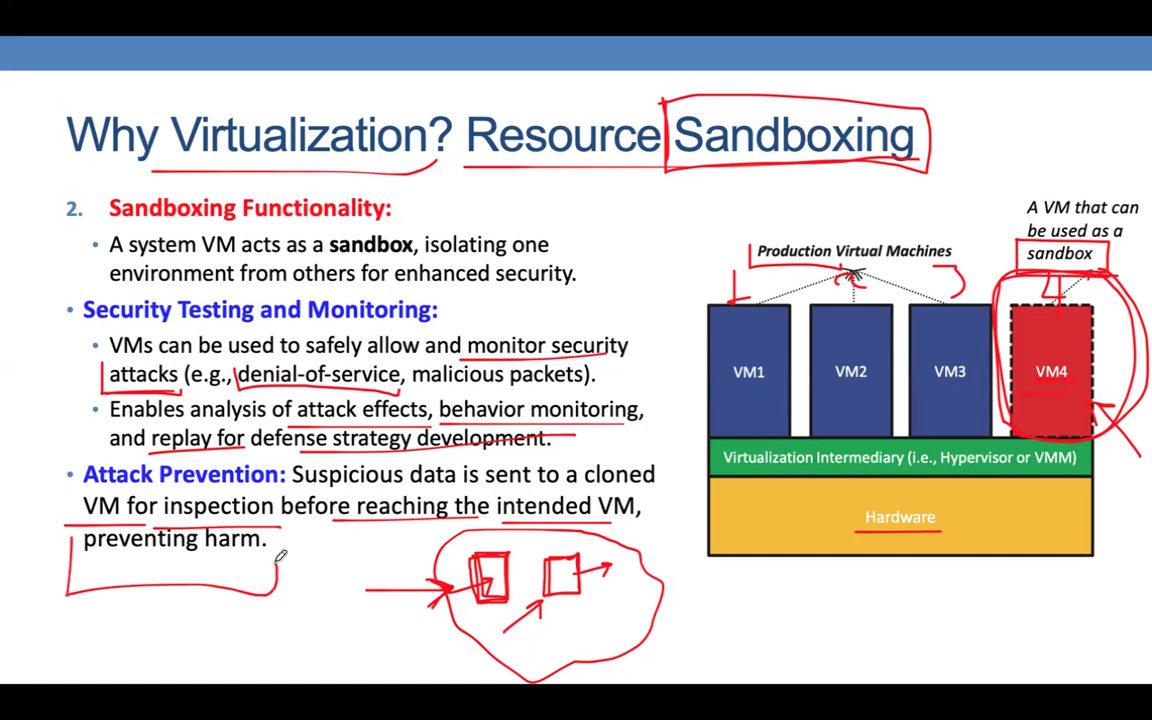 Why Virtualization? Resource Sandboxing
2. Sandboxing Functionality:
• A system VM acts as a sandbox, isolating one
environment from others for enhanced security.
• Security Testing and Monitoring:
• VMs can be used to safely allow and monitor security
attacks (e.g., denial-of-service, malicious packets).
• Enables analysis of attack effects, behavior monitoring,
and replay for defense strategy development.
• Attack Prevention: Suspicious data is sent to a cloned
VM for inspection before reaching the intended VM,
preventing harm.
A VM that can
be used as a
sandbox
Production Virtual Machines
1 2 3 4
VM1 VM2 VM3 VM4
Virtualization Intermediary (i.e., Hypervisor or VMM)
Hardware